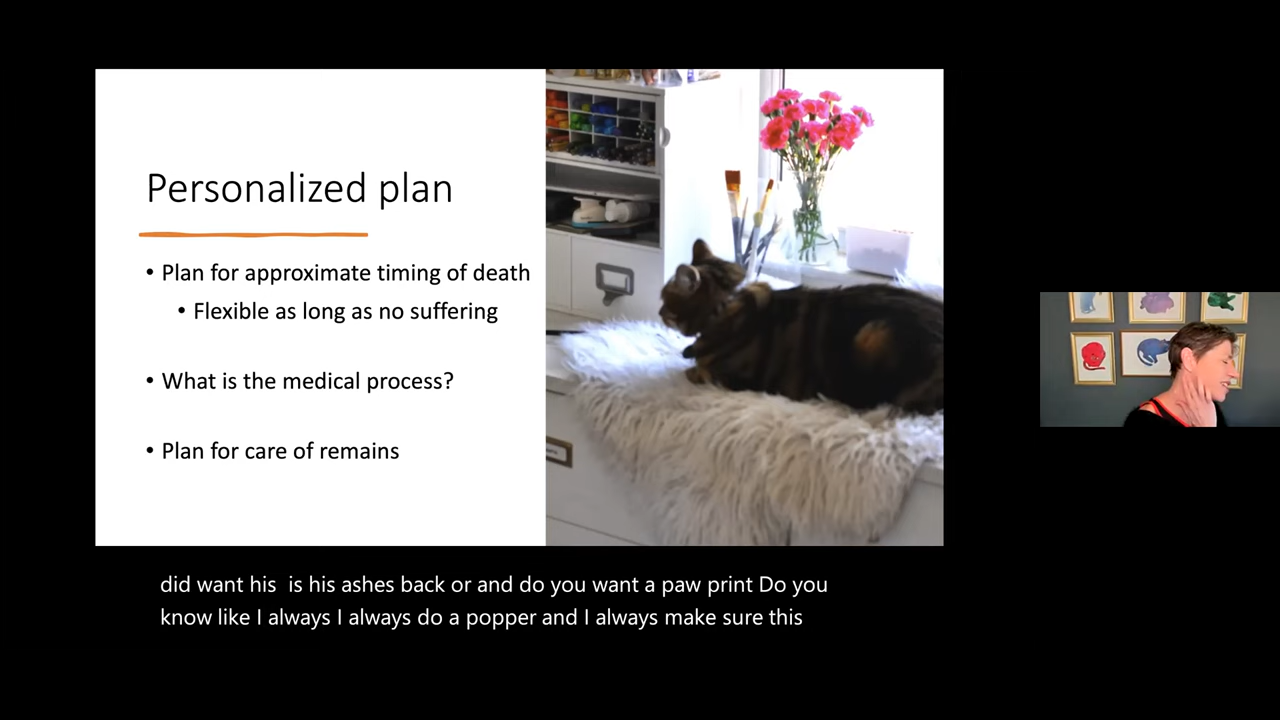 Personalized plan
• Plan for approximate timing of death
• Flexible as long as no suffering
• What is the medical process?
• Plan for care of remains
did want his  is his ashes back or and do you want a paw print Do you
know like I always I always do a popper and I always make sure this